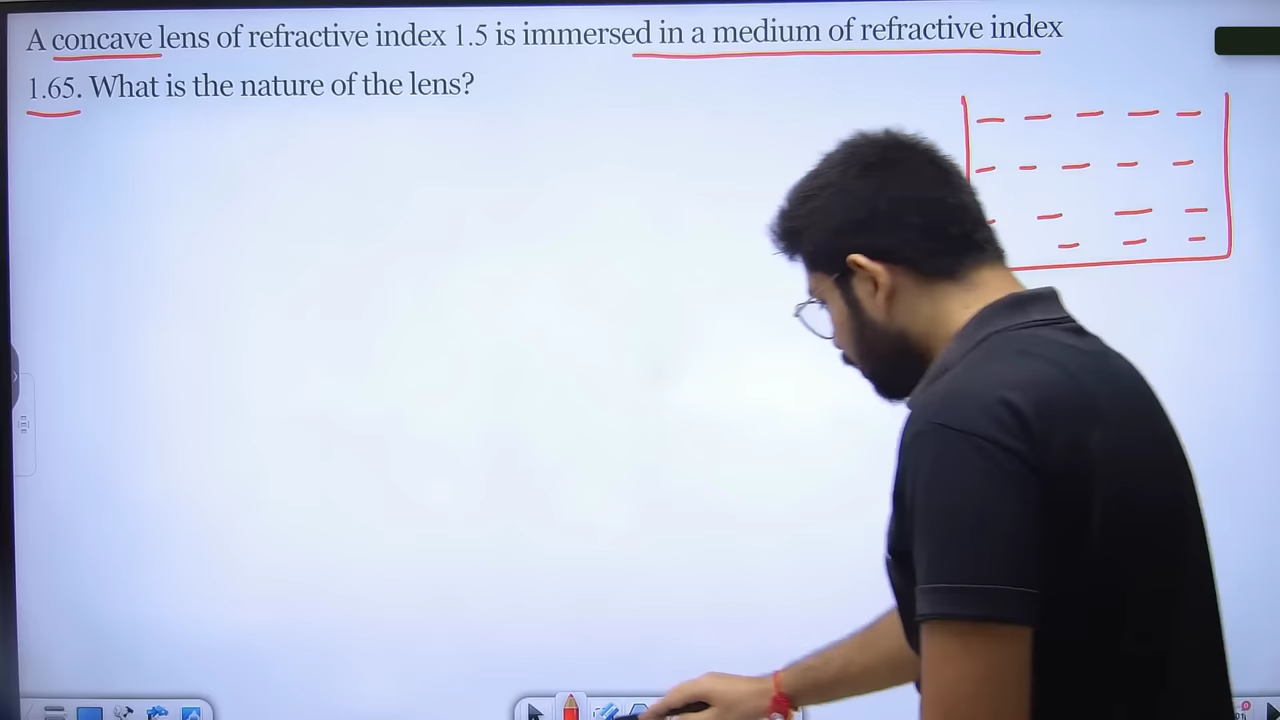 A concave lens of refractive index 1.5 is immersed in a medium of refractive index
1.65. What is the nature of the lens?